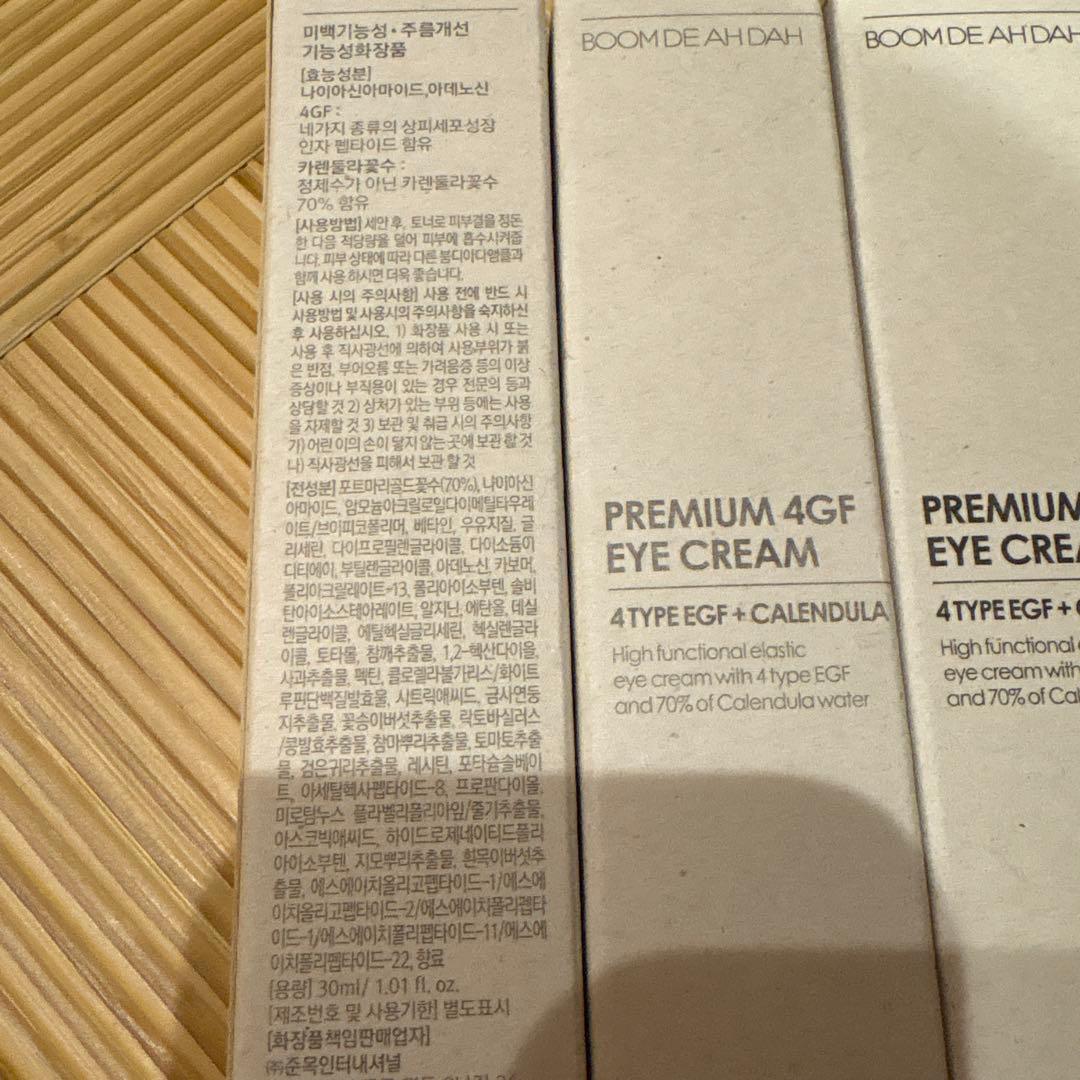 미백기능성·주름개선
기능성화장품
[효능성분]
나이아신아마이드,아데노신
4GF :
네가지 종류의 상피세포성장
인자 펩타이드 함유
카렌둘라꽃수 :
정제수가 아닌 카렌둘라꽃수
70% 함유
[사용방법] 세안 후, 토너로 피부결을 정돈
한 다음 적당량을 덜어 피부에 흡수시켜줍
니다. 피부 상태에 따라 다른 붐디아다앰플과
함께 사용 하시면 더욱 좋습니다.
[사용 시의 주의사항] 사용 전에 반드시
사용방법 및 사용시의 주의사항을 숙지하신
후 사용하십시오. 1) 화장품 사용 시 또는
사용 후 직사광선에 의하여 사용부위가 붉
은 반점, 부어오름 또는 가려움증 등의 이상
증상이나 부작용이 있는 경우 전문의 등과
상담할 것 2) 상처가 있는 부위 등에는 사용
을 자제할 것 3) 보관 및 취급 시의 주의사항
가) 어린 이의 손이 닿지 않는 곳에 보관 할 것
나) 직사광선을 피해서 보관 할 것
[전성분] 포트마리골드꽃수(70%), 나이아신
아마이드, 암모늄아크릴로일다이메틸타우레
이트/브이피코폴리머, 베타인, 우유지질, 글
리세린, 다이프로필렌글라이콜, 다이소듐이
디티에이, 부틸렌글라이콜, 아데노신, 카보머,
폴리아크릴레이트-13, 폴리아이소부텐, 솔비
탄아이소스테아레이트, 알지닌, 에탄올, 데실
렌글라이콜, 에틸헥실글리세린, 헥실렌글라
이콜, 토타몰, 참깨추출물, 1,2-헥산다이올,
사과추출물, 펙틴, 클로렐라불가리스/화이트
루핀단백질발효물, 시트릭애씨드, 금사연둥
지추출물, 꽃송이버섯추출물, 락토바실러스
/콩발효추출물, 참마뿌리추출물, 토마토추출
물, 검은귀리추출물, 레시틴, 포타슘솔베이
트, 아세틸헥사펩타이드-8, 프로판다이올,
미로탐누스 플라벨리폴리아잎/줄기추출물,
아스코빅애씨드, 하이드로제네이티드폴리
아이소부텐, 지모뿌리추출물, 흰목이버섯추
출물, 에스에이치올리고펩타이드-1/에스에
이치올리고펩타이드-2/에스에이치폴리펩타
이드-1/에스에이치폴리펩타이드-11/에스에
이치폴리펩타이드-22, 향료
[용량] 30ml/ 1.01 fl. oz.
[제조번호 및 사용기한] 별도표시
[화장품책임판매업자]
㈜준목인터내셔널
BOOM DE AH DAH
PREMIUM 4GF
EYE CREAM
4 TYPE EGF + CALENDULA
High functional elastic
eye cream with 4 type EGF
and 70% of Calendula water
BOOM DE AH DAH
PREMIUM
EYE CREA
4 TYPE EGF + C
High functional
eye cream with
and 70% of Cal